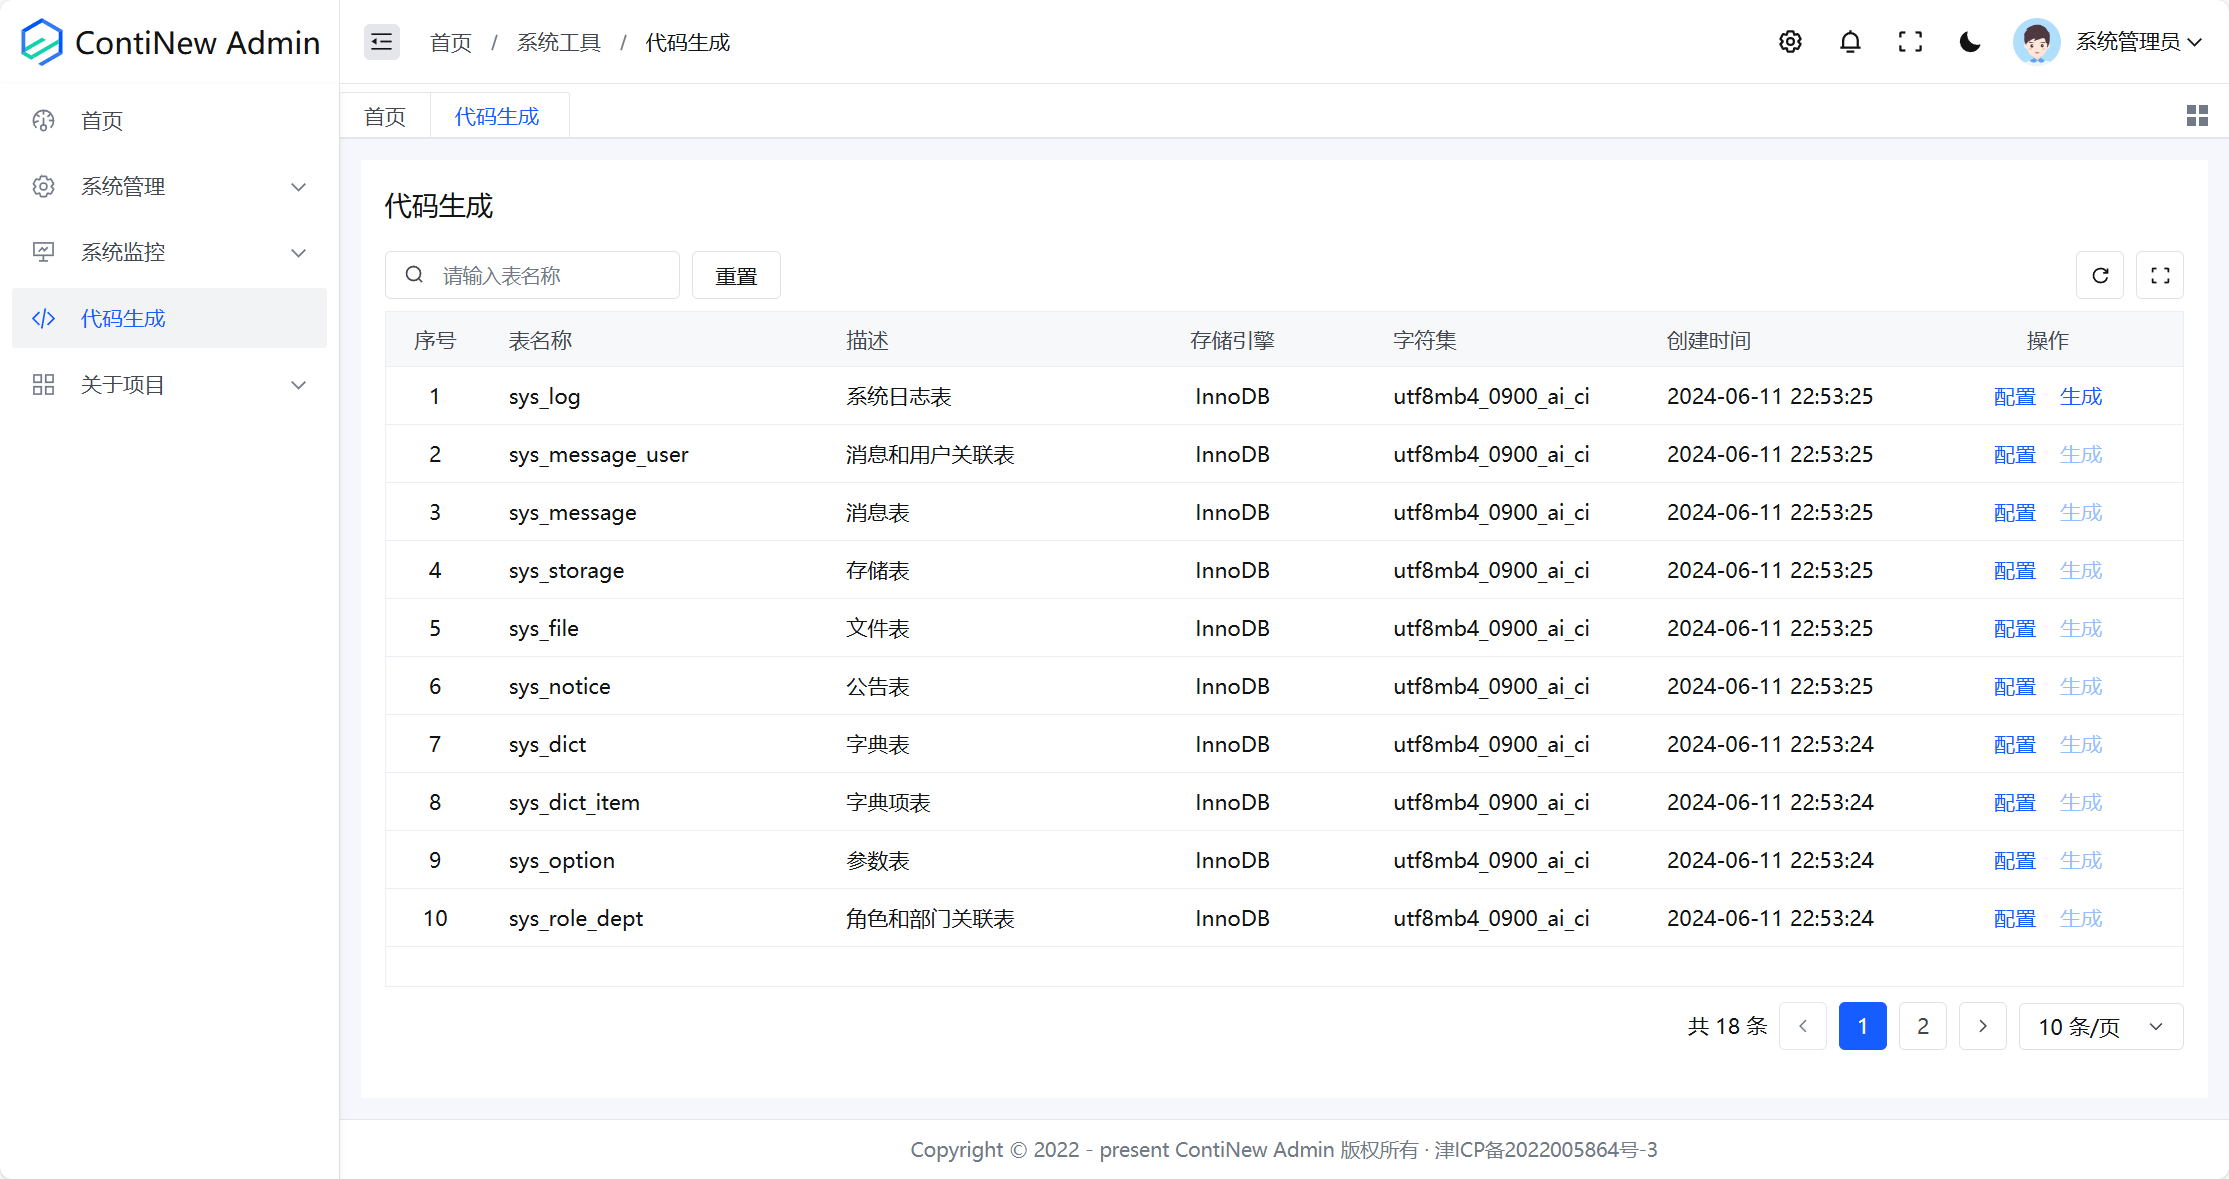 ContiNew Admin
首页 / 系统工具 / 代码生成
系统管理员
首页
系统管理
系统监控
代码生成
关于项目
首页 代码生成
代码生成
请输入表名称 重置
序号 表名称 描述 存储引擎 字符集 创建时间 操作
1 sys_log 系统日志表 InnoDB utf8mb4_0900_ai_ci 2024-06-11 22:53:25 配置 生成
2 sys_message_user 消息和用户关联表 InnoDB utf8mb4_0900_ai_ci 2024-06-11 22:53:25 配置 生成
3 sys_message 消息表 InnoDB utf8mb4_0900_ai_ci 2024-06-11 22:53:25 配置 生成
4 sys_storage 存储表 InnoDB utf8mb4_0900_ai_ci 2024-06-11 22:53:25 配置 生成
5 sys_file 文件表 InnoDB utf8mb4_0900_ai_ci 2024-06-11 22:53:25 配置 生成
6 sys_notice 公告表 InnoDB utf8mb4_0900_ai_ci 2024-06-11 22:53:25 配置 生成
7 sys_dict 字典表 InnoDB utf8mb4_0900_ai_ci 2024-06-11 22:53:24 配置 生成
8 sys_dict_item 字典项表 InnoDB utf8mb4_0900_ai_ci 2024-06-11 22:53:24 配置 生成
9 sys_option 参数表 InnoDB utf8mb4_0900_ai_ci 2024-06-11 22:53:24 配置 生成
10 sys_role_dept 角色和部门关联表 InnoDB utf8mb4_0900_ai_ci 2024-06-11 22:53:24 配置 生成
共 18 条 1 2 10 条/页
Copyright © 2022 - present ContiNew Admin 版权所有 · 津ICP备2022005864号-3